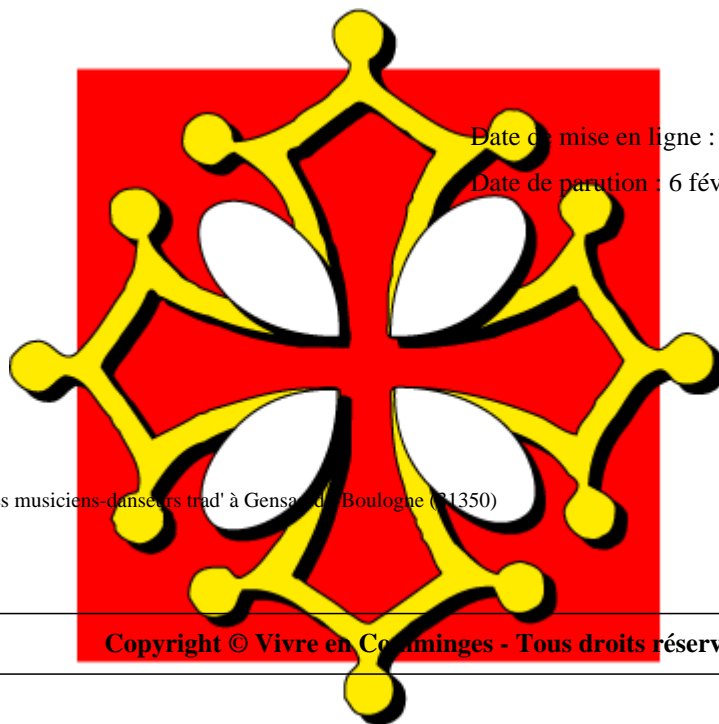 Date de mise en ligne :
Date de parution : 6 fév
s musiciens-danseurs trad' à Gensac de Boulogne (31350)
Copyright © Vivre en Comminges - Tous droits réserv